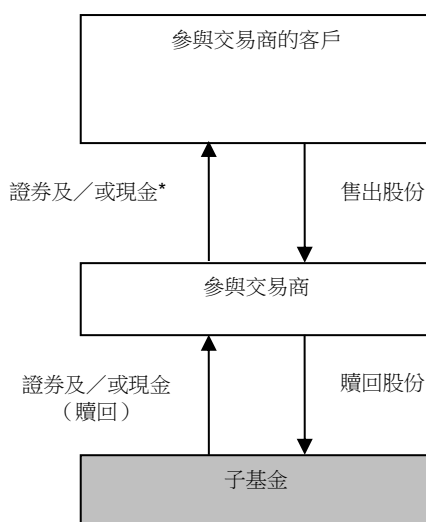 參與交易商的客戶
證券及／或現金*
售出股份
參與交易商
證券及／或現金
（贖回）
贖回股份
子基金